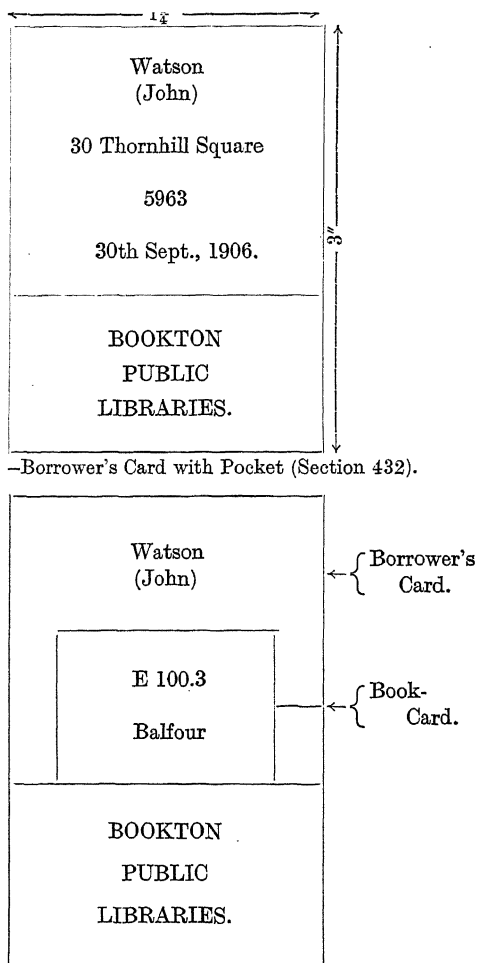 Watson
(John)
30 Thornhill Square
5963
30th Sept., 1906.
3″
BOOKTON
PUBLIC
LIBRARIES.
—Borrower's Card with Pocket (Section 432).
Watson
(John)
Borrower's
Card.
E 100.3
Balfour
Book-
Card.
BOOKTON
PUBLIC
LIBRARIES.